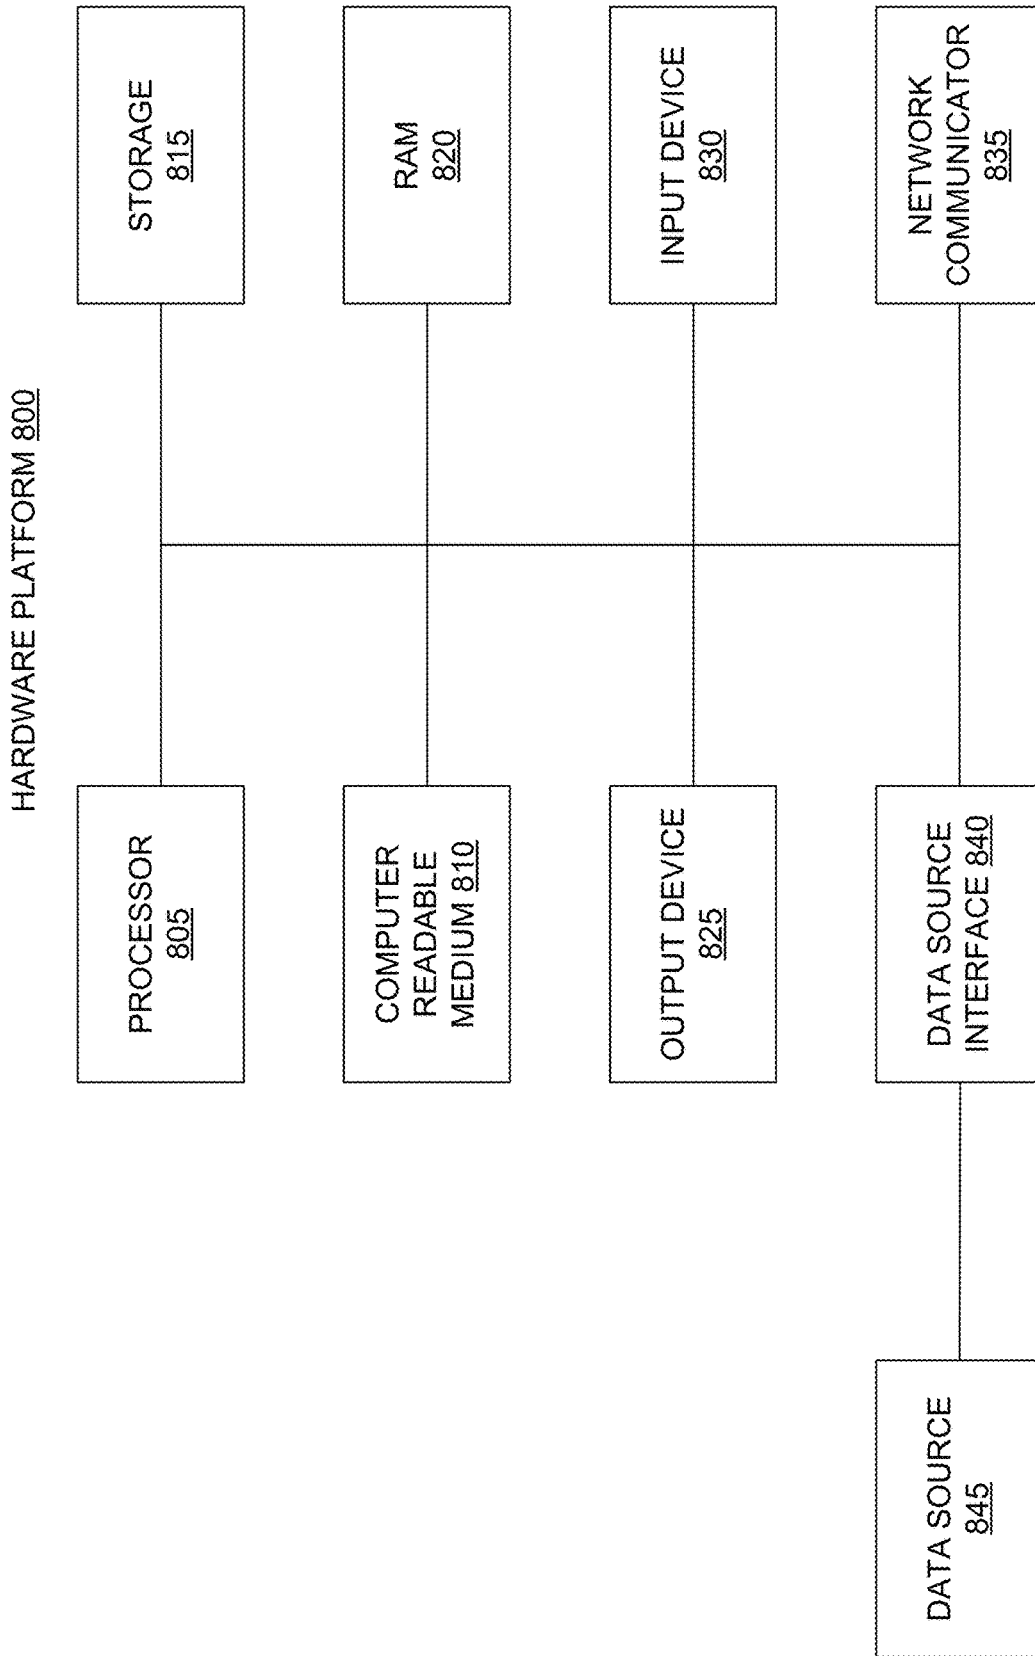 HARDWARE PLATFORM 800
PROCESSOR
805
STORAGE
815
COMPUTER
READABLE
MEDIUM 810
RAM
820
OUTPUT DEVICE
825
INPUT DEVICE
830
DATA SOURCE
845
DATA SOURCE
INTERFACE 840
NETWORK
COMMUNICATOR
835